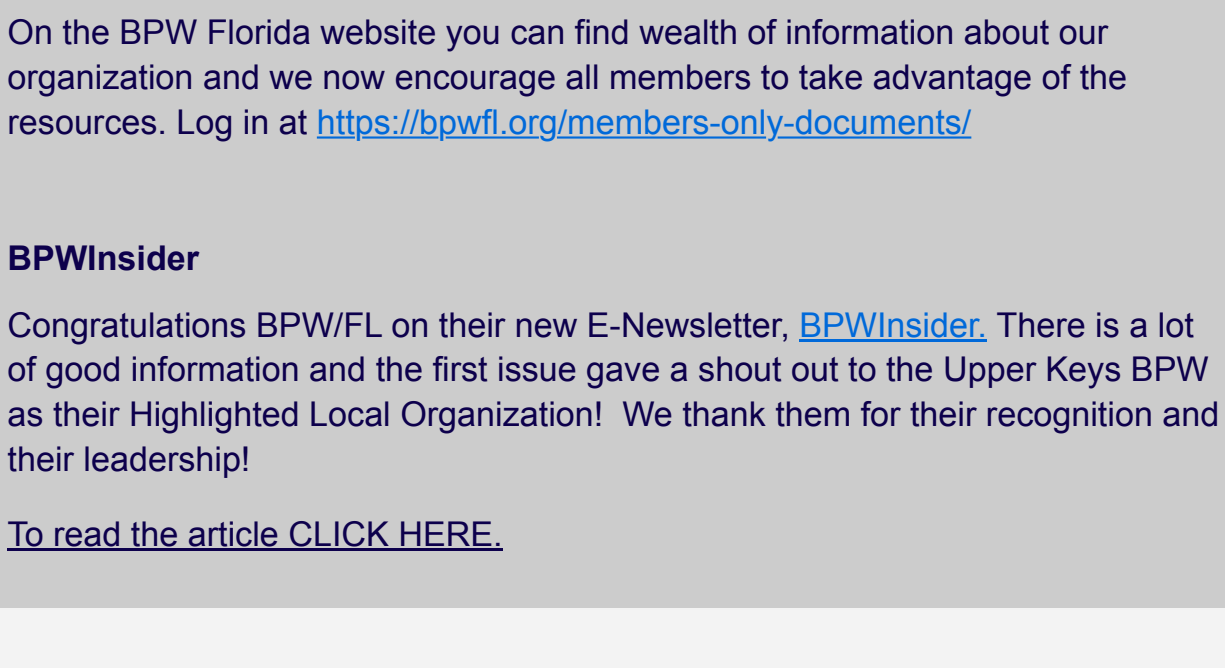 On the BPW Florida website you can find wealth of information about our
organization and we now encourage all members to take advantage of the
resources. Log in at https://bpwfl.org/members-only-documents/
BPWInsider
Congratulations BPW/FL on their new E-Newsletter, BPWInsider. There is a lot
of good information and the first issue gave a shout out to the Upper Keys BPW
as their Highlighted Local Organization!  We thank them for their recognition and
their leadership!
To read the article CLICK HERE.